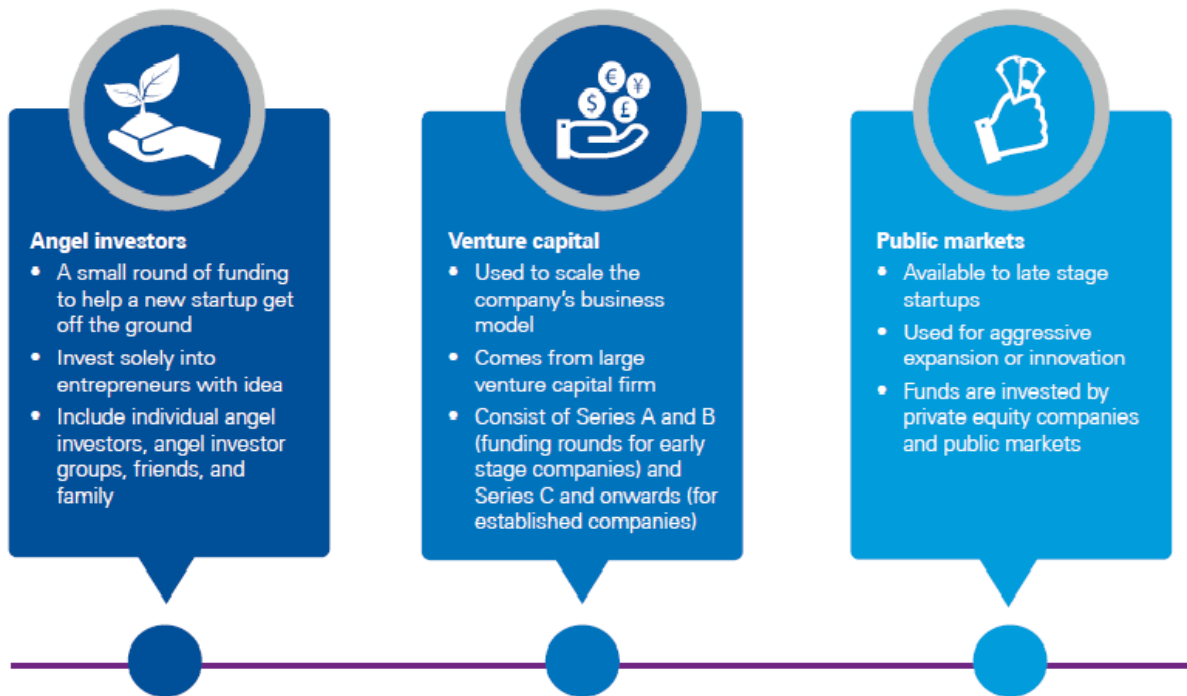 €
¥
$
£
Angel investors
• A small round of funding
to help a new startup get
off the ground
• Invest solely into
entrepreneurs with idea
• Include individual angel
investors, angel investor
groups, friends, and
family
Venture capital
• Used to scale the
company's business
model
• Comes from large
venture capital firm
• Consist of Series A and B
(funding rounds for early
stage companies) and
Series C and onwards (for
established companies)
Public markets
• Available to late stage
startups
• Used for aggressive
expansion or innovation
• Funds are invested by
private equity companies
and public markets